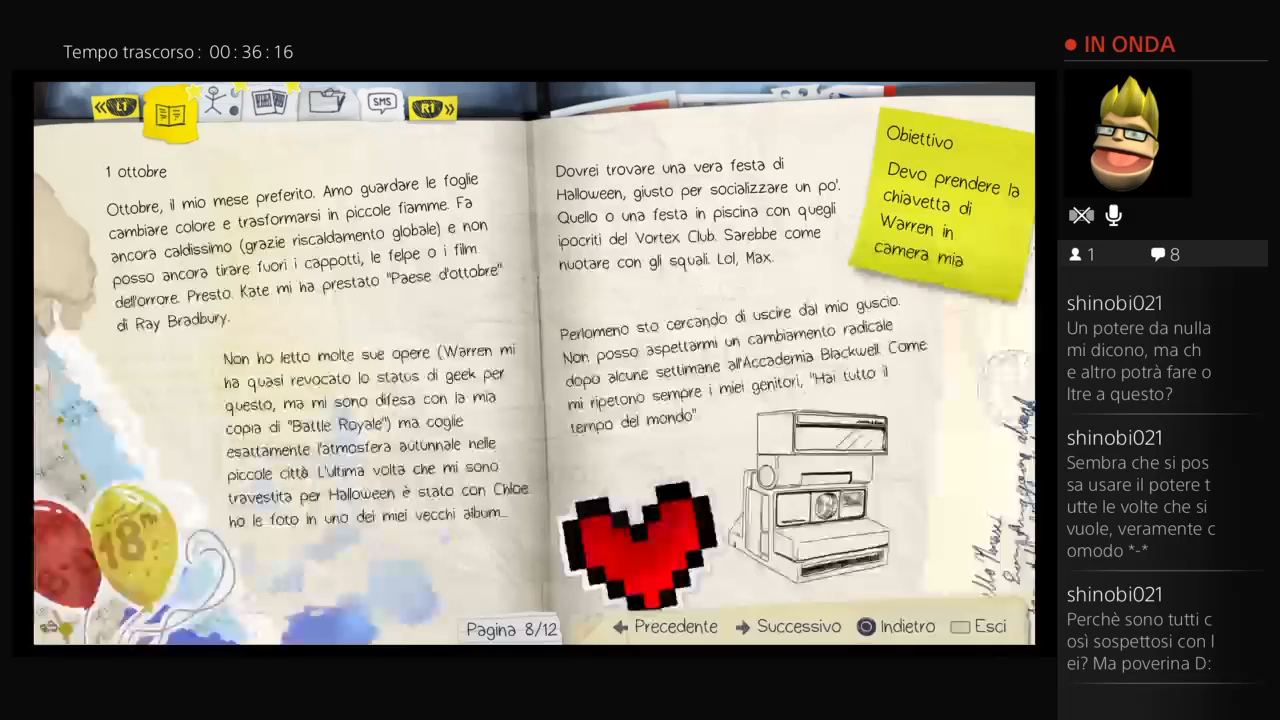 Tempo trascorso: 00:36:16
IN ONDA
« LT
SMS
RT »
1 ottobre
Ottobre, il mio mese preferito. Amo guardare le foglie
cambiare colore e trasformarsi in piccole fiamme. Fa
ancora caldissimo (grazie riscaldamento globale) e non
posso ancora tirare fuori i cappotti, le felpe o i film
dell'orrore. Presto. Kate mi ha prestato "Paese d'ottobre"
di Ray Bradbury.
Non ho letto molte sue opere (Warren mi
ha quasi revocato lo status di geek per
questo, ma mi sono difesa con la mia
copia di "Battle Royale") ma coglie
esattamente l'atmosfera autunnale nelle
piccole città. L'ultima volta che mi sono
travestita per Halloween è stato con Chloe
ho le foto in uno dei miei vecchi album...
18
Dovrei trovare una vera festa di
Halloween, giusto per socializzare un po'.
Quello o una festa in piscina con quegli
ipocriti del Vortex Club. Sarebbe come
nuotare con gli squali. Lol, Max.
Perlomeno sto cercando di uscire dal mio guscio.
Non posso aspettarmi un cambiamento radicale
dopo alcune settimane all'Accademia Blackwell. Come
mi ripetono sempre i miei genitori, "Hai tutto il
tempo del mondo"
Obiettivo
Devo prendere la
chiavetta di
Warren in
camera mia
Pagina 8/12
Precedente
Successivo
Indietro
Esci
1
8
shinobi021
Un potere da nulla
mi dicono, ma ch
e altro potrà fare o
ltre a questo?
shinobi021
Sembra che si pos
sa usare il potere t
utte le volte che si
vuole, veramente c
omodo *-*
shinobi021
Perchè sono tutti c
osì sospettosi con l
ei? Ma poverina D: